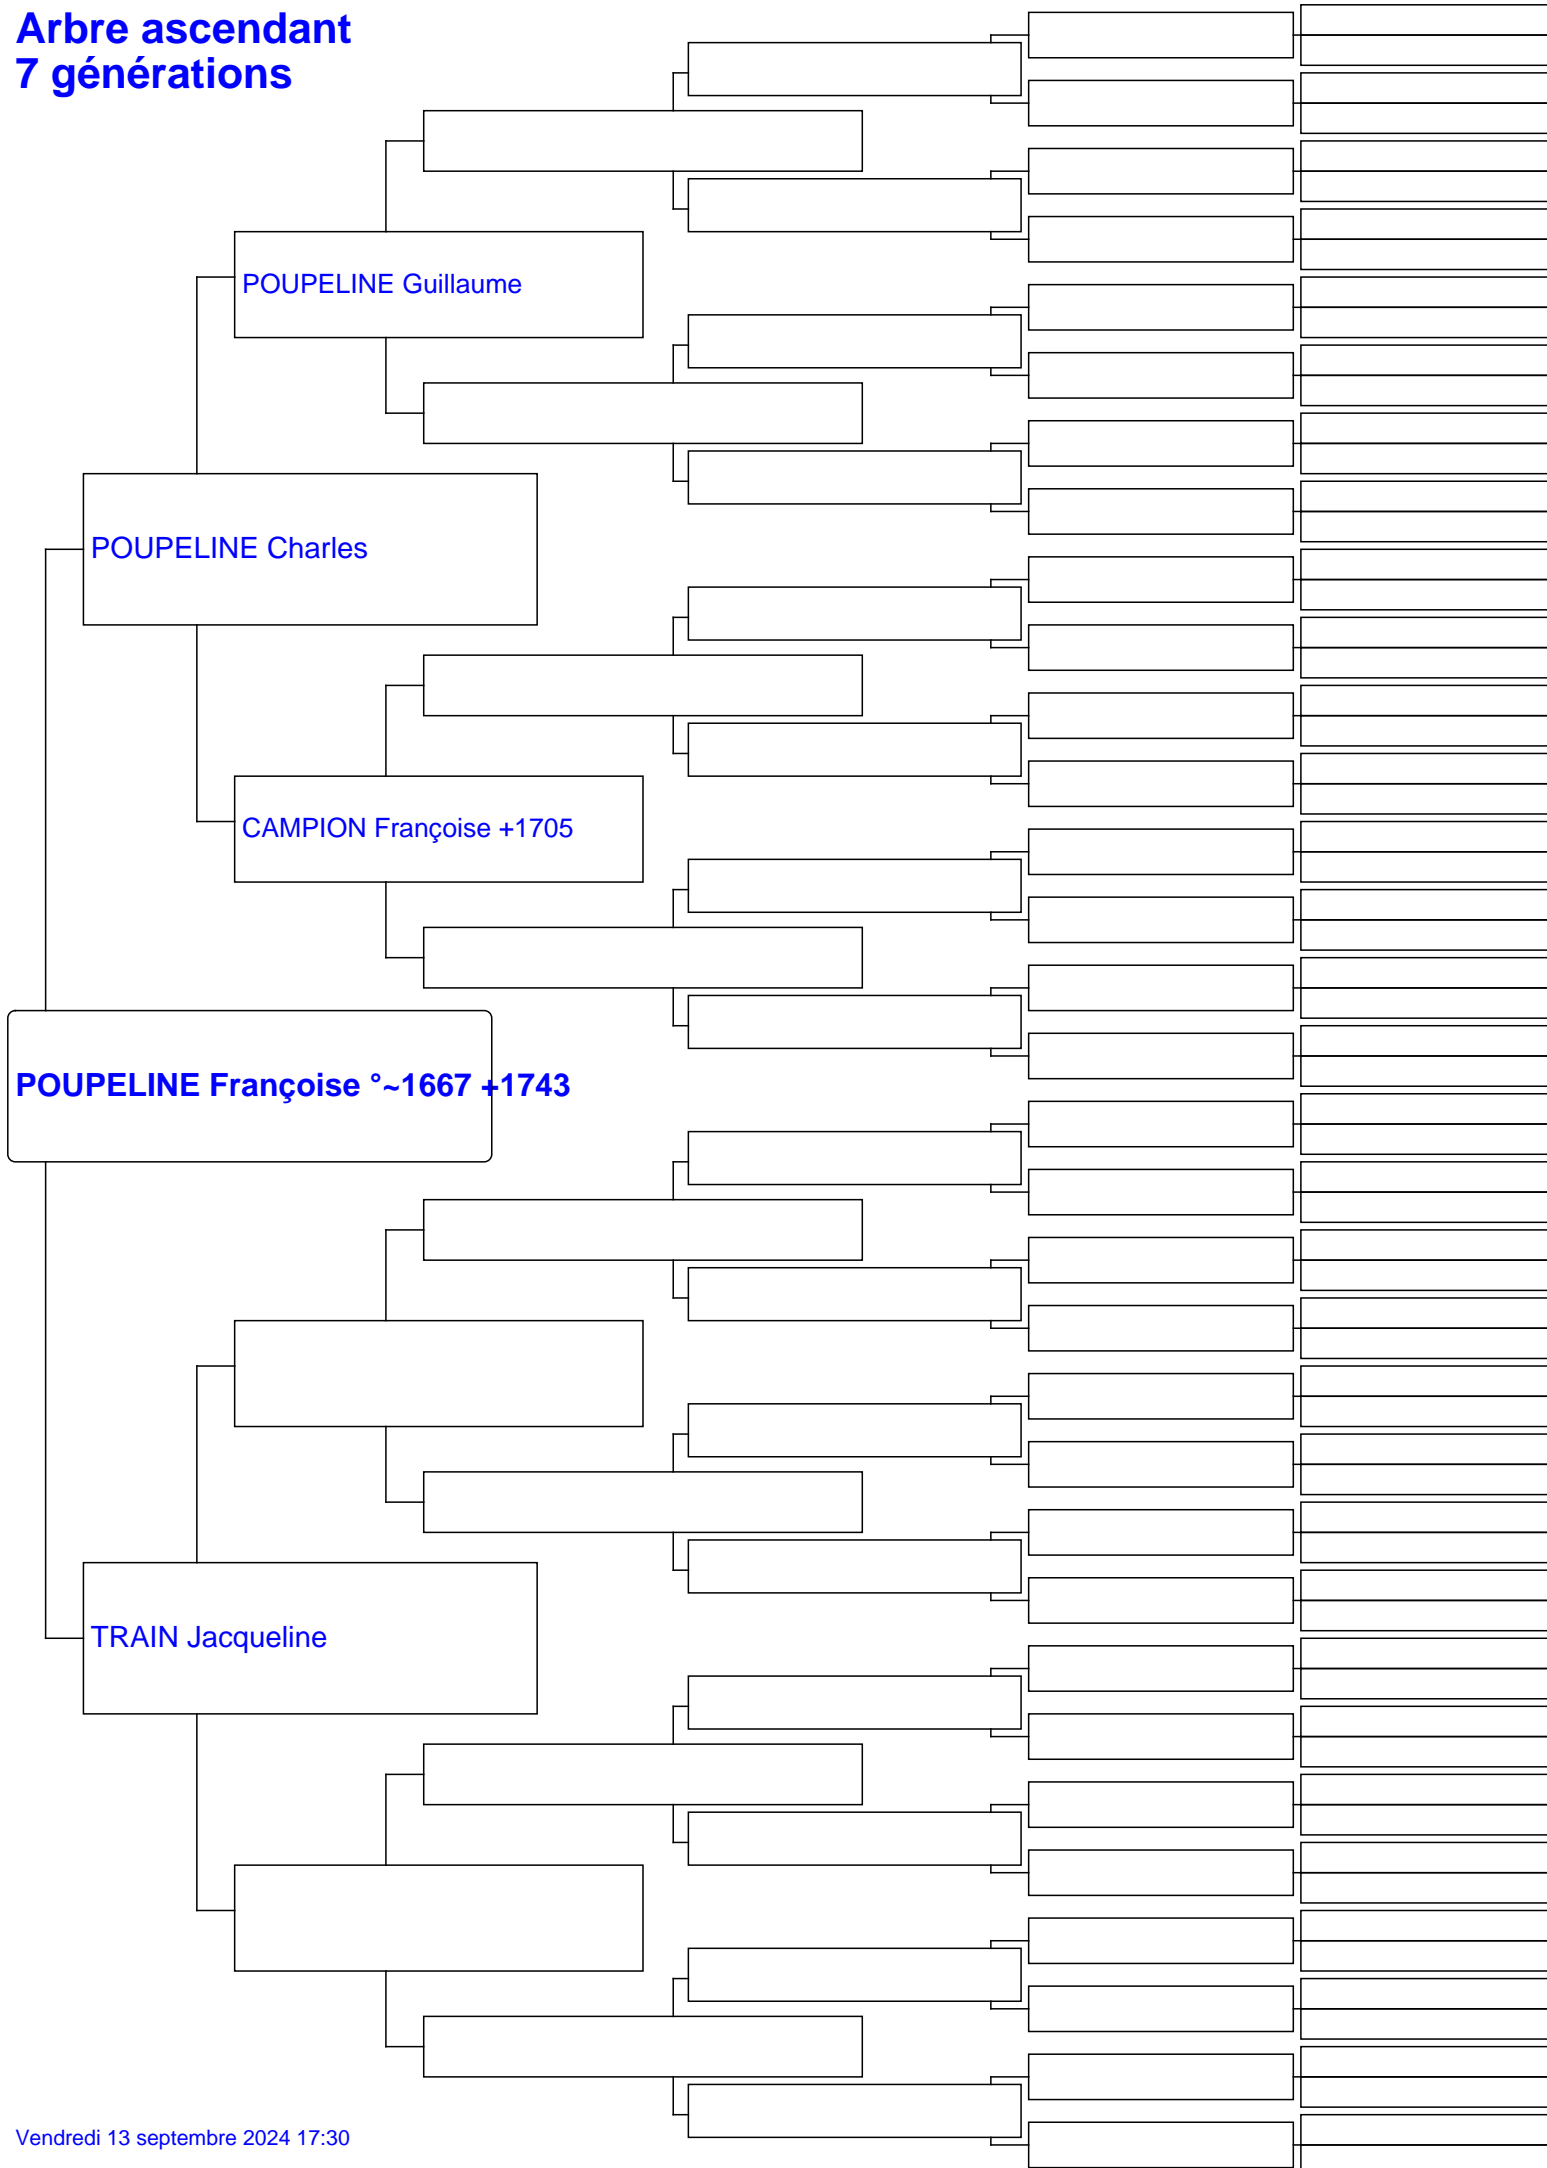 Arbre ascendant
7 générations
POUPELINE Guillaume
POUPELINE Charles
CAMPION Françoise +1705
POUPELINE Françoise °~1667 +1743
TRAIN Jacqueline
Vendredi 13 septembre 2024 17:30